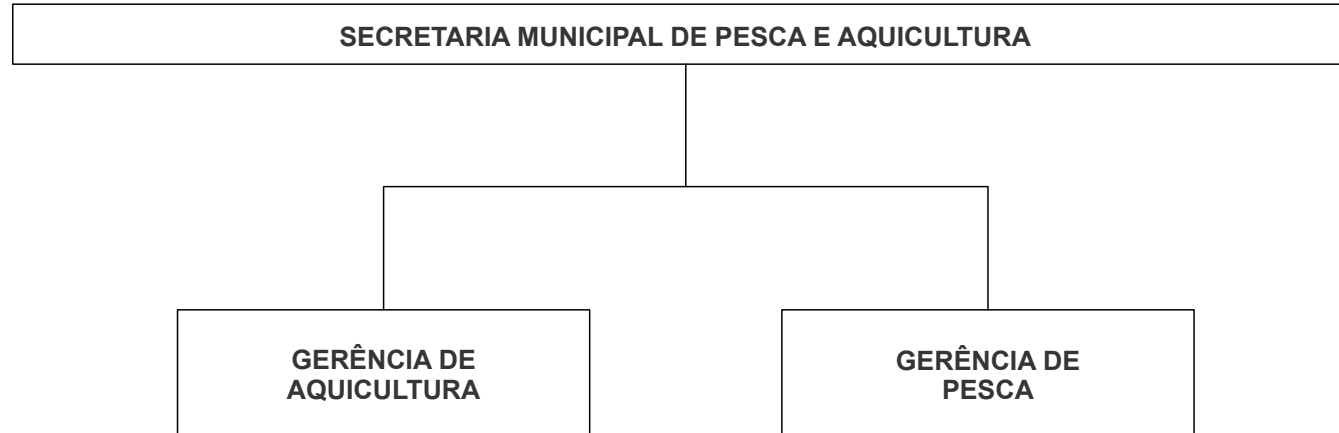 SECRETARIA MUNICIPAL DE PESCA E AQUICULTURA
GERÊNCIA DE
AQUICULTURA
GERÊNCIA DE
PESCA